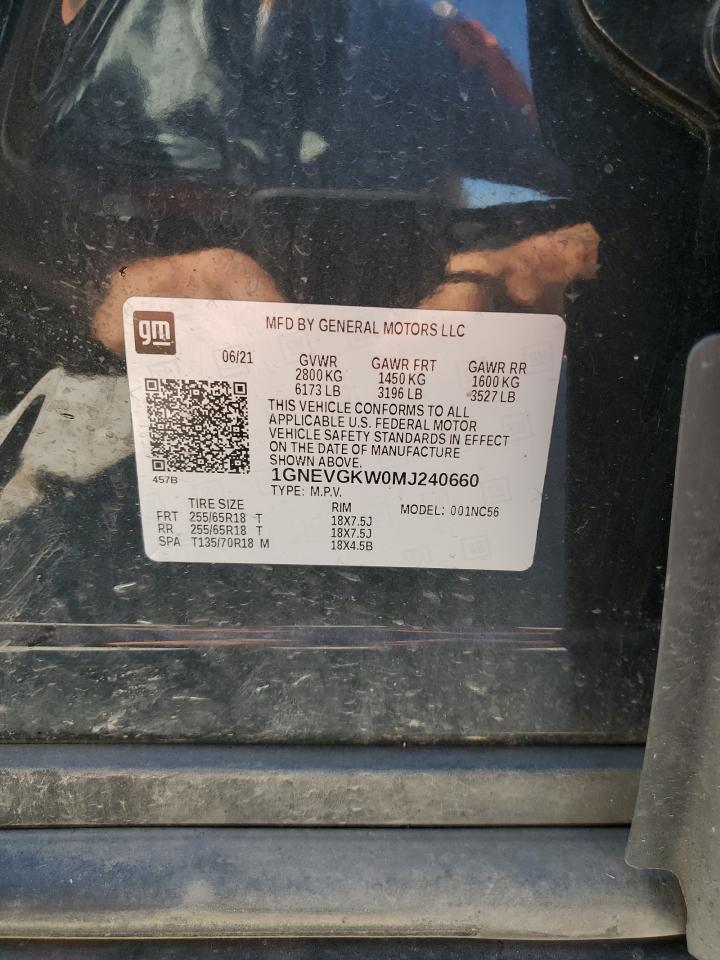 gm
MFD BY GENERAL MOTORS LLC
06/21 GVWR GAWR FRT GAWR RR
2800 KG 1450 KG 1600 KG
6173 LB 3196 LB 3527 LB
THIS VEHICLE CONFORMS TO ALL
APPLICABLE U.S. FEDERAL MOTOR
VEHICLE SAFETY STANDARDS IN EFFECT
ON THE DATE OF MANUFACTURE
SHOWN ABOVE.
457B
1GNEVGKW0MJ240660
TYPE: M.P.V. MODEL: 001NC56
TIRE SIZE RIM
FRT 255/65R18 T 18X7.5J
RR 255/65R18 T 18X7.5J
SPA T135/70R18 M 18X4.5B